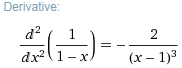 Derivative:
d²/dx² (1/(1 - x)) = - 2/(x - 1)³